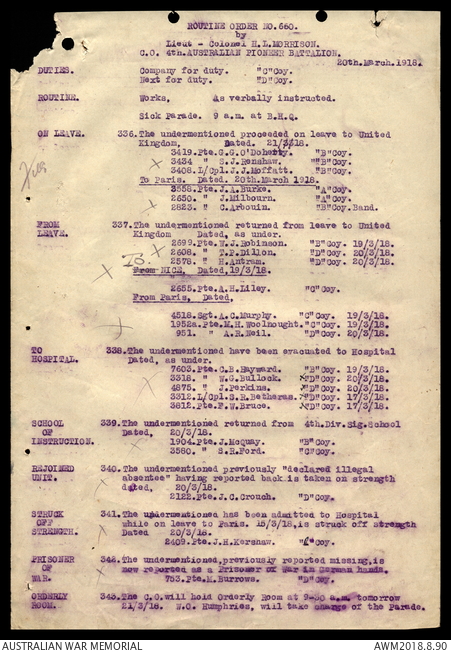 ROUTINE ORDER NO.660.
by
Lieut - Colonel H.L.MORRISON.
C.O. 4th.AUSTRALIAN PIONEER BATTALION.
20th.March.1918.
DUTIES. Company for duty. "C"Coy.
Next for duty. "D"Coy.
ROUTINE. Works, As verbally instructed.
Sick Parade. 9 a.m. at B.H.Q.
ON LEAVE. 336.The undermentioned proceeded on leave to United
Kingdom, Dated. 21/3/18.
3419.Pte.G.G.O'Doherty. "B"Coy.
3434 " S.J.Renshaw. "B"Coy.
3408.L/Cpl.J.J.Moffatt. "B"Coy.
To Paris. Dated. 20th.March 1918.
3558.Pte.J.A.Burke. "A"Coy.
2650. " J.Milbourn. "A"Coy.
2823. " C.Arbouin. "B"Coy.Band.
FROM LEAVE. 337.The undermentioned returned from leave to United
Kingdom Dated, as under.
2699.Pte.W.J.Robinson. "B"Coy. 19/3/18.
2608. " T.P.Dillon. "D"Coy. 20/3/18.
2578. " H.Antram. "D"Coy. 20/3/18.
From NICE, Dated,19/3/18.
2655.Pte.A.H.Liley. "C"Coy.
From Paris, Dated,
4518.Sgt.A.C.Murphy. "C"Coy. 19/3/18.
1952a.Pte.M.H.Woolnought."C"Coy. 19/3/18.
951. " A.R.Neil. "D"Coy. 20/3/18.
TO HOSPITAL. 338.The undermentioned have been evacuated to Hospital
Dated, as under.
7603.Pte.C.B.Hayward. "B"Coy. 19/3/18.
3318. " W.G.Bullock. "D"Coy. 20/3/18.
4875. " J.Perkins. "D"Coy. 20/3/18.
3312.L/Cpl.S.R.Betheras. "D"Coy. 17/3/18.
3812.Pte.F.W.Bruce. "D"Coy. 17/3/18.
SCHOOL OF INSTRUCTION. 339.The undermentioned returned from 4th.Div.Sig.School
Dated, 20/3/18.
1904.Pte.J.McQuay. "B"Coy.
3580. " S.R.Ford. "C"Coy.
REJOINED UNIT. 340.The undermentioned previously "declared illegal
absentee" having reported back.is taken on strength
dated, 20/3/18.
2122.Pte.J.C.Crouch. "D"Coy.
STRUCK OFF STRENGTH. 341.The undermentioned has been admitted to Hospital
while on leave to Paris. 15/3/18.is struck off strength
Dated 20/3/18.
2409.Pte.J.H.Kershaw. Coy.
PRISONER OF WAR. 342.The undermentioned,previously reported missing,is
now reported as a Prisoner of War in German hands.
753.Pte.M.Burrows. "D"Coy.
ORDERLY ROOM. 343.The C.O.will hold Orderly Room at 9-30 a.m. tomorrow
21/3/18. W.O. Humphries, will take charge of the Parade.
AUSTRALIAN WAR MEMORIAL
AWM2018.8.90